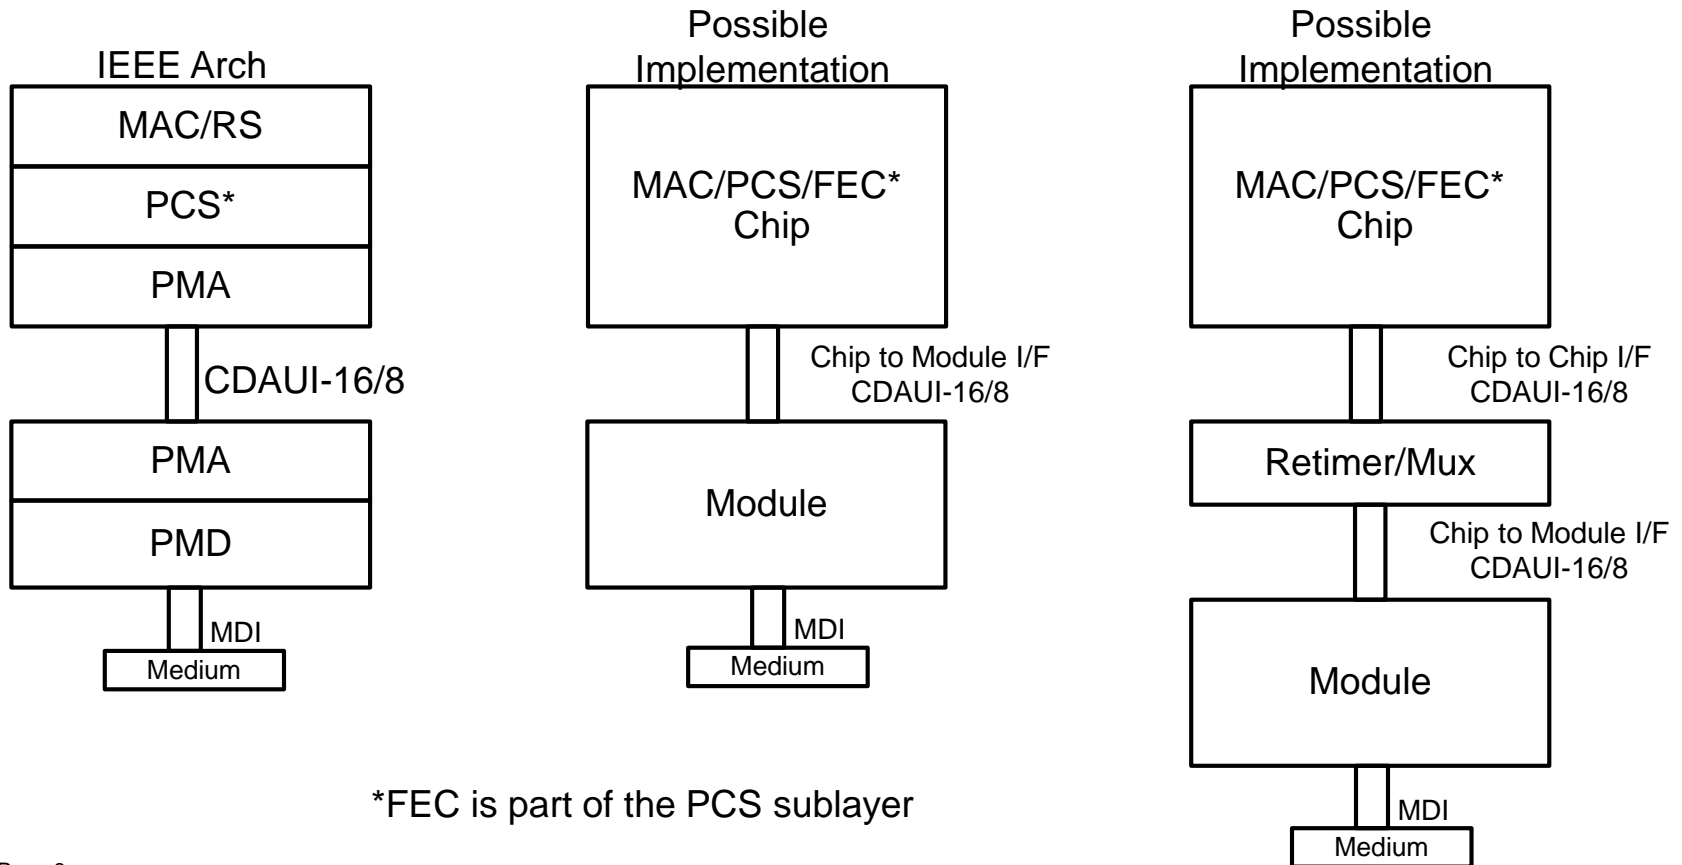 IEEE Arch
MAC/RS
PCS*
PMA
CDAUI-16/8
PMA
PMD
MDI
Medium
Possible
Implementation
MAC/PCS/FEC*
Chip
Chip to Module I/F
CDAUI-16/8
Module
MDI
Medium
Possible
Implementation
MAC/PCS/FEC*
Chip
Chip to Chip I/F
CDAUI-16/8
Retimer/Mux
Chip to Module I/F
CDAUI-16/8
Module
MDI
Medium
*FEC is part of the PCS sublayer